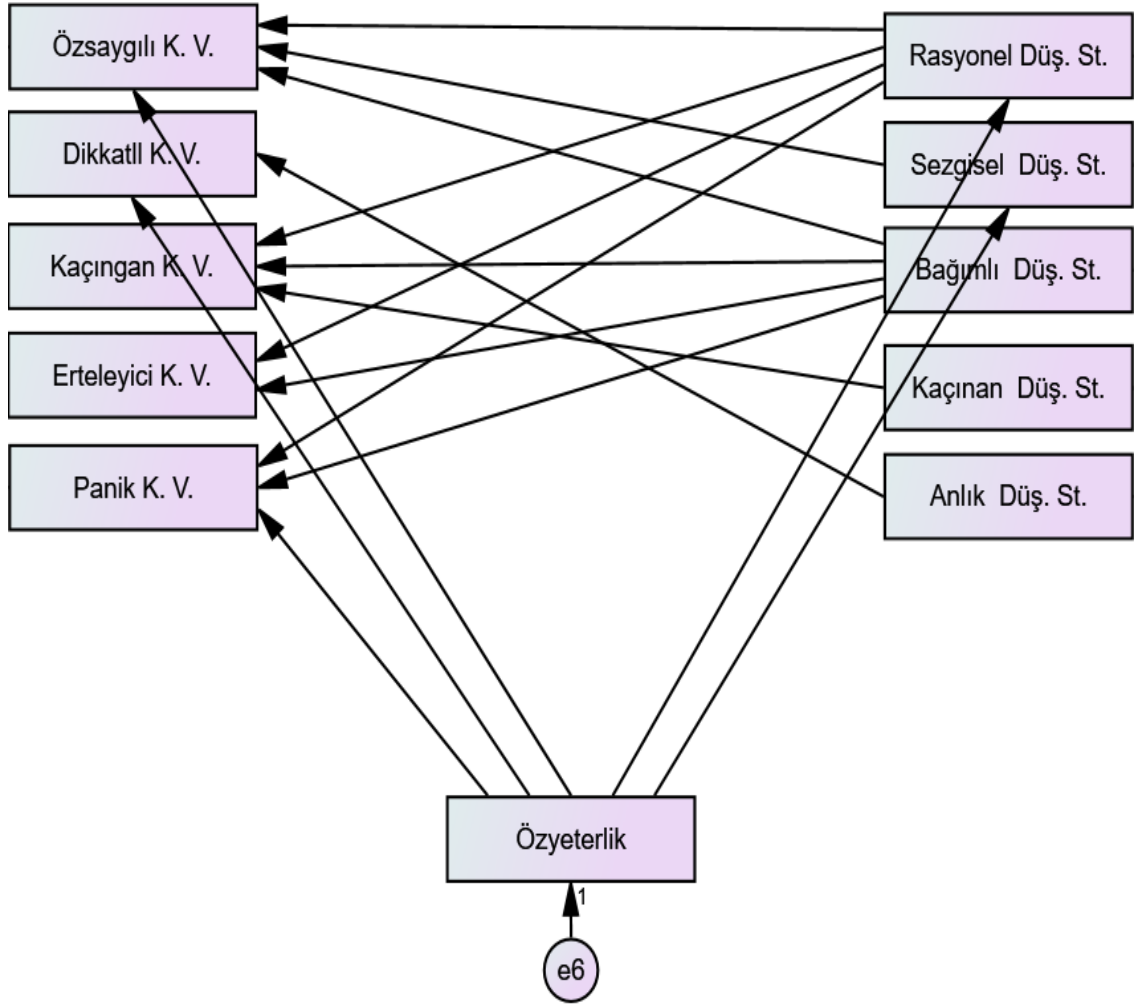 Özsaygılı K. V.
Dikkatlİ K. V.
Kaçıngan K. V.
Erteleyici K. V.
Panik K. V.
Rasyonel Düş. St.
Sezgisel Düş. St.
Bağımlı Düş. St.
Kaçınan Düş. St.
Anlık Düş. St.
Özyeterlik
1
e6